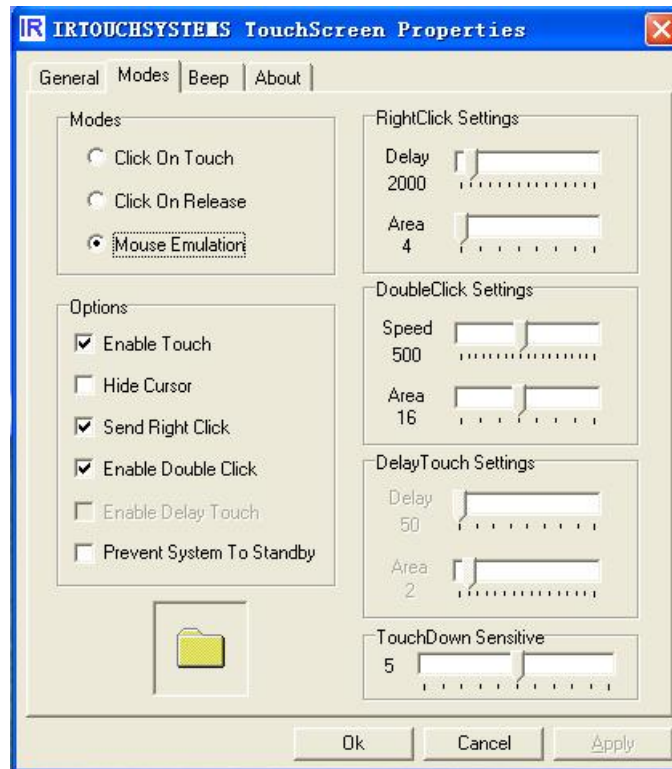 IR IRTOUCHSYSTEMS TouchScreen Properties
General Modes Beep About
Modes
Click On Touch
Click On Release
Mouse Emulation
Options
Enable Touch
Hide Cursor
Send Right Click
Enable Double Click
Enable Delay Touch
Prevent System To Standby
RightClick Settings
Delay
2000
Area
4
DoubleClick Settings
Speed
500
Area
16
DelayTouch Settings
Delay
50
Area
2
TouchDown Sensitive
5
Ok Cancel Apply